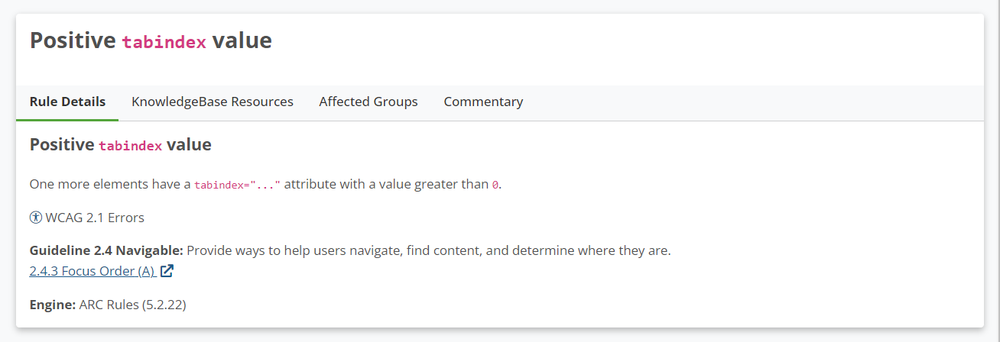 Positive tabindex value
Rule Details KnowledgeBase Resources Affected Groups Commentary
Positive tabindex value
One more elements have a tabindex="..." attribute with a value greater than 0.
WCAG 2.1 Errors
Guideline 2.4 Navigable: Provide ways to help users navigate, find content, and determine where they are.
2.4.3 Focus Order (A)
Engine: ARC Rules (5.2.22)